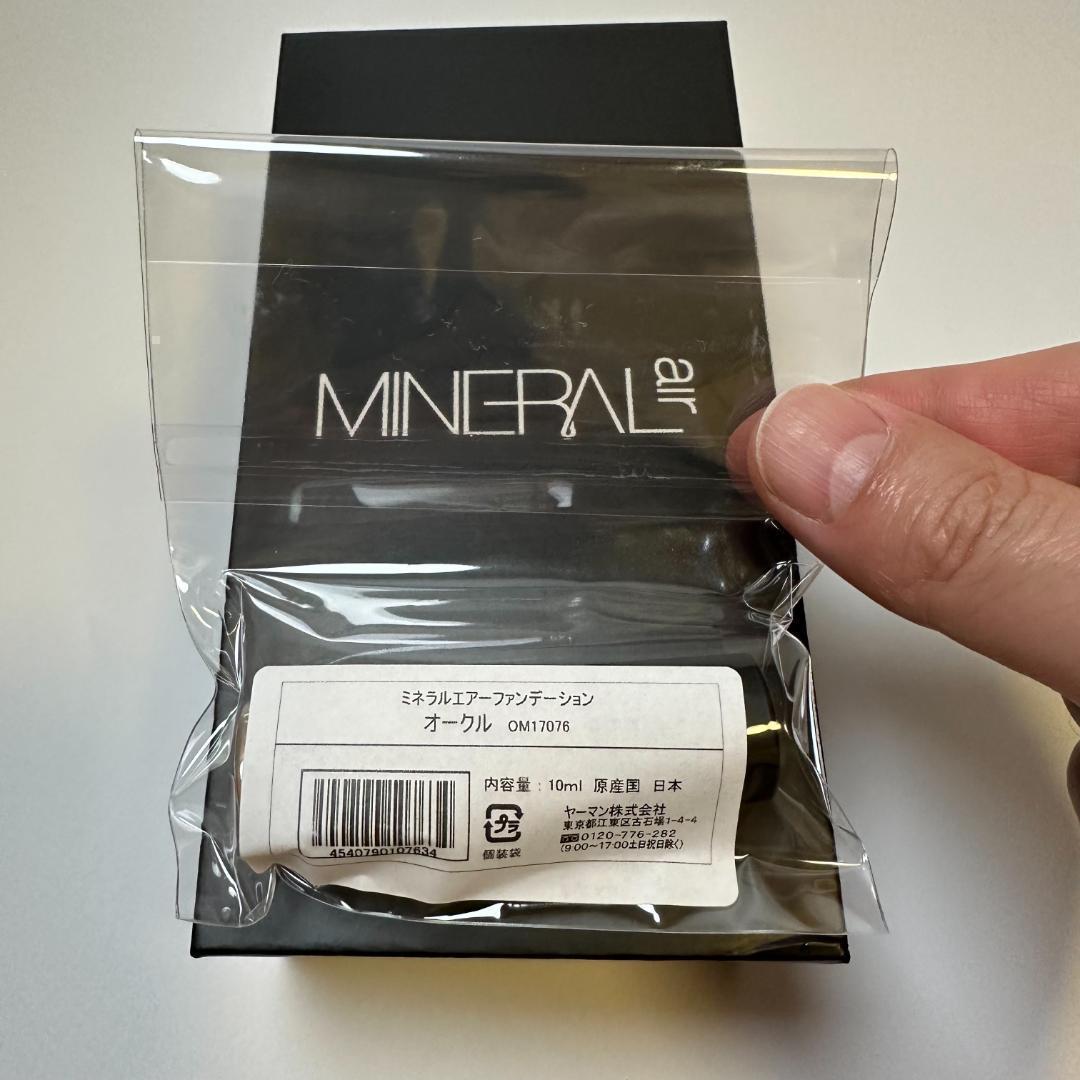 MINERAL air
ミネラルエアーファンデーション
オークル OM17076
内容量：10ml 原産国 日本
ヤーマン株式会社
東京都江東区古石場1-4-4
0120-776-282
(9:00～17:00土日祝日除く)
プラ
個装袋
4540790107634